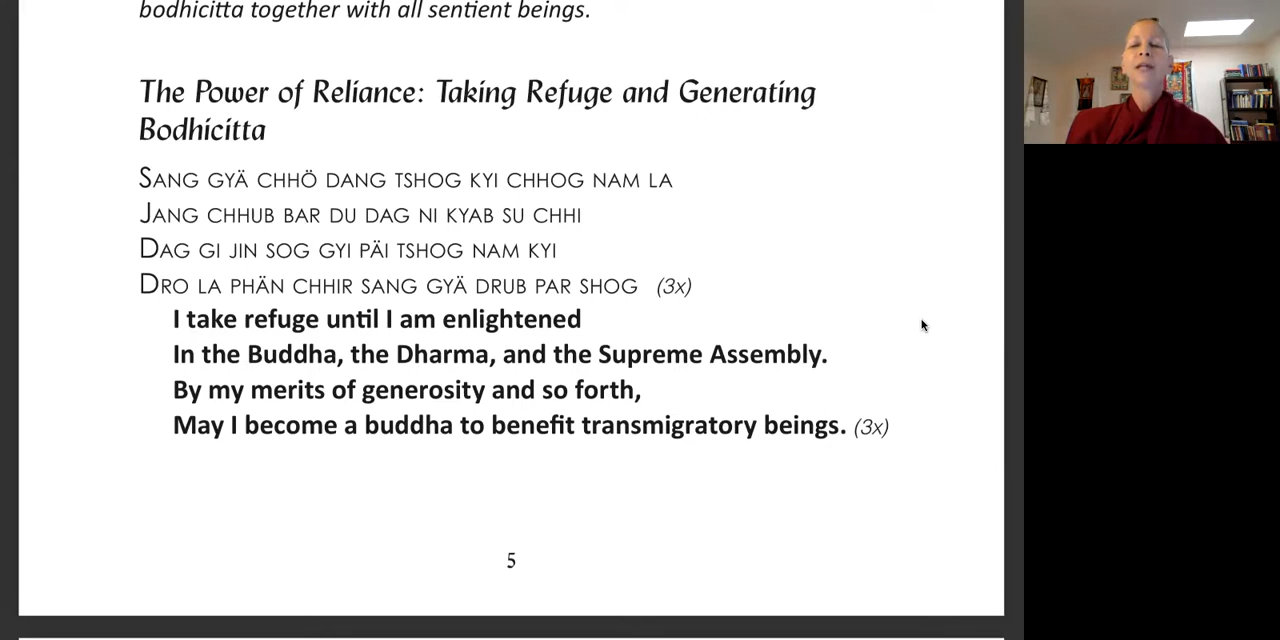 bodhicitta together with all sentient beings.
The Power of Reliance: Taking Refuge and Generating
Bodhicitta
SANG GYÄ CHHÖ DANG TSHOG KYI CHHOG NAM LA
JANG CHHUB BAR DU DAG NI KYAB SU CHHI
DAG GI JIN SOG GYI PÄI TSHOG NAM KYI
DRO LA PHÄN CHHIR SANG GYÄ DRUB PAR SHOG (3x)
I take refuge until I am enlightened
In the Buddha, the Dharma, and the Supreme Assembly.
By my merits of generosity and so forth,
May I become a buddha to benefit transmigratory beings. (3x)
5